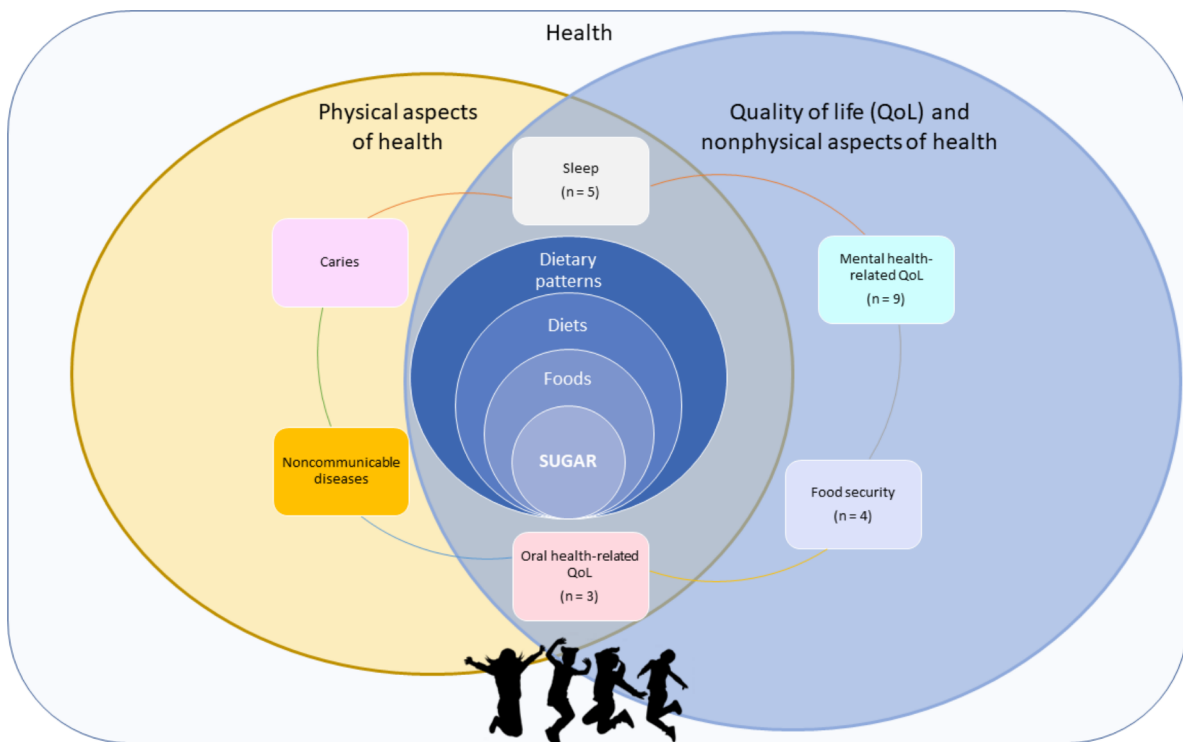 Health
Physical aspects
of health
Quality of life (QoL) and
nonphysical aspects of health
Sleep
(n = 5)
Caries
Mental health-
related QoL
(n = 9)
Dietary
patterns
Diets
Foods
SUGAR
Noncommunicable
diseases
Food security
(n = 4)
Oral health-related
QoL
(n = 3)